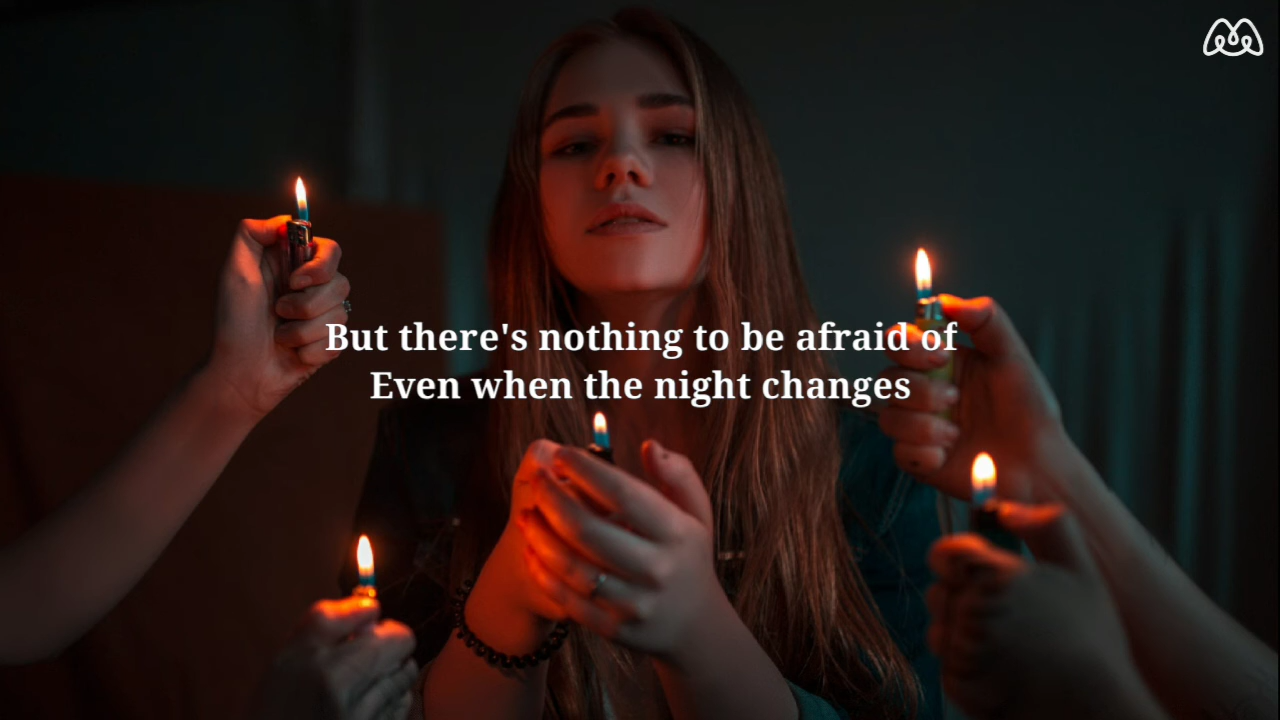 But there's nothing to be afraid of
Even when the night changes